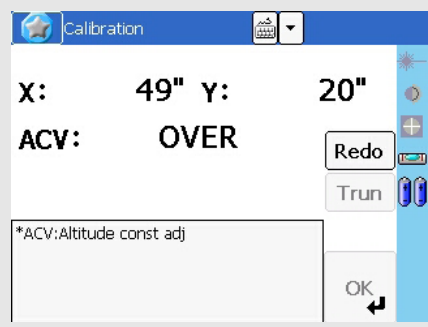 Calibration
X: 49" Y: 20"
ACV: OVER
Redo
Trun
*ACV:Altitude const adj
OK